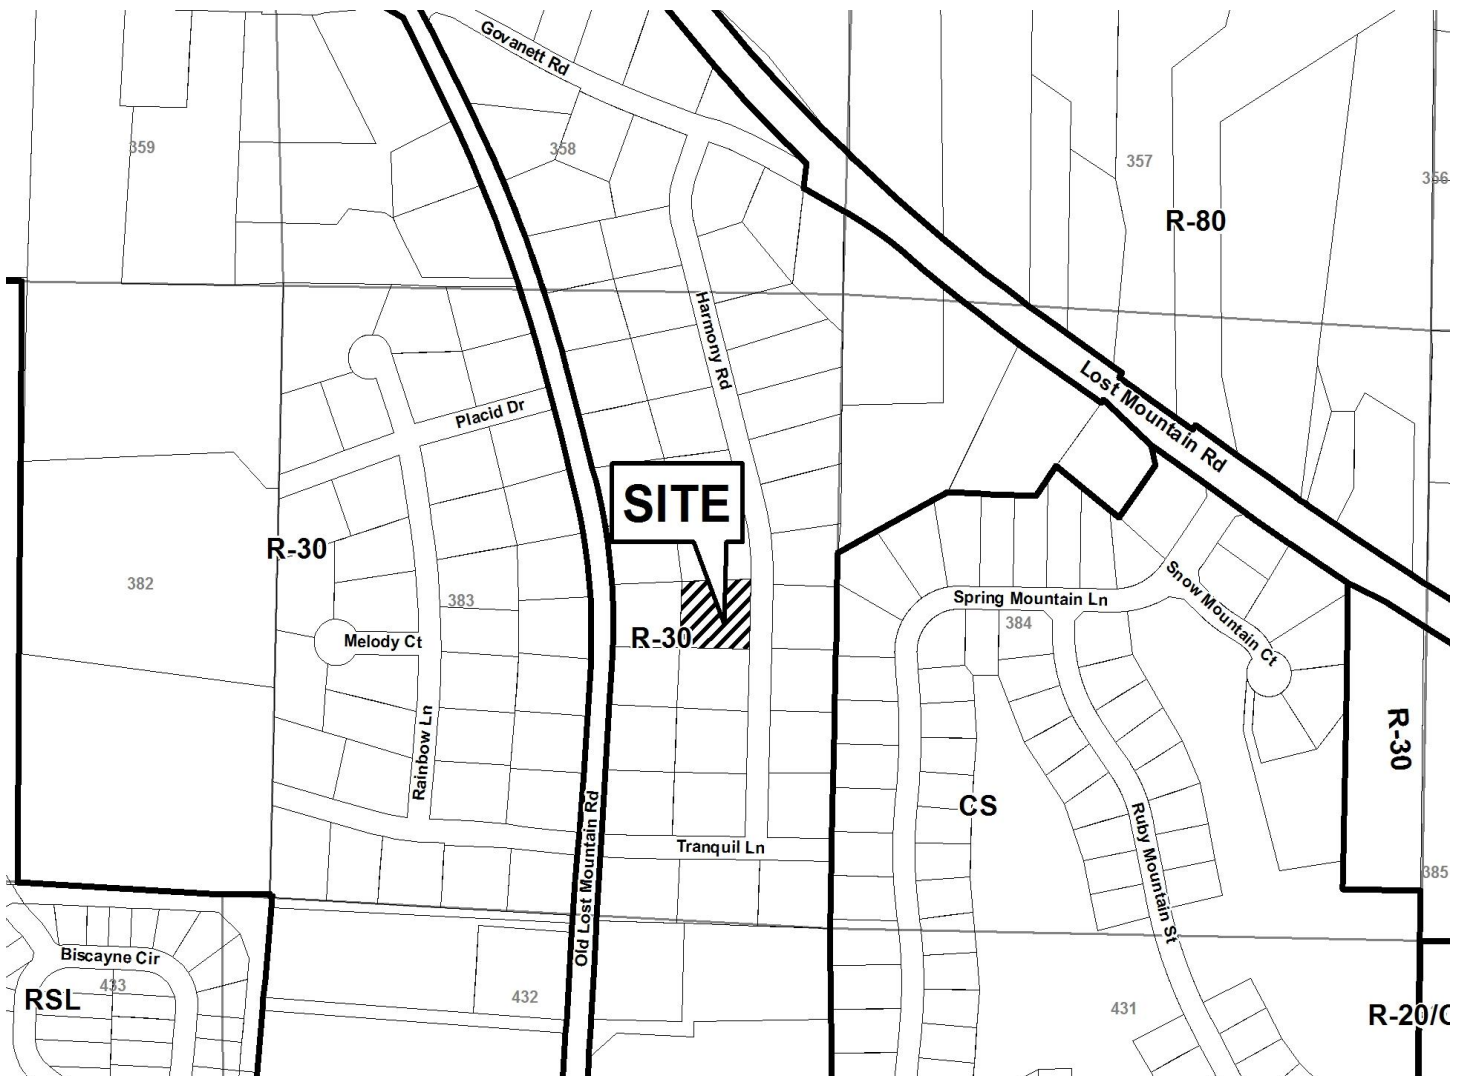 Govanett Rd
359
358
357
356
R-80
Harmony Rd
Lost Mountain Rd
Placid Dr
SITE
R-30
382
383
Melody Ct
R-30
Spring Mountain Ln
Snow Mountain Ct
384
Rainbow Ln
R-30
CS
Ruby Mountain St
Tranquil Ln
Old Lost Mountain Rd
385
Biscayne Cir
433
RSL
432
431
R-20/